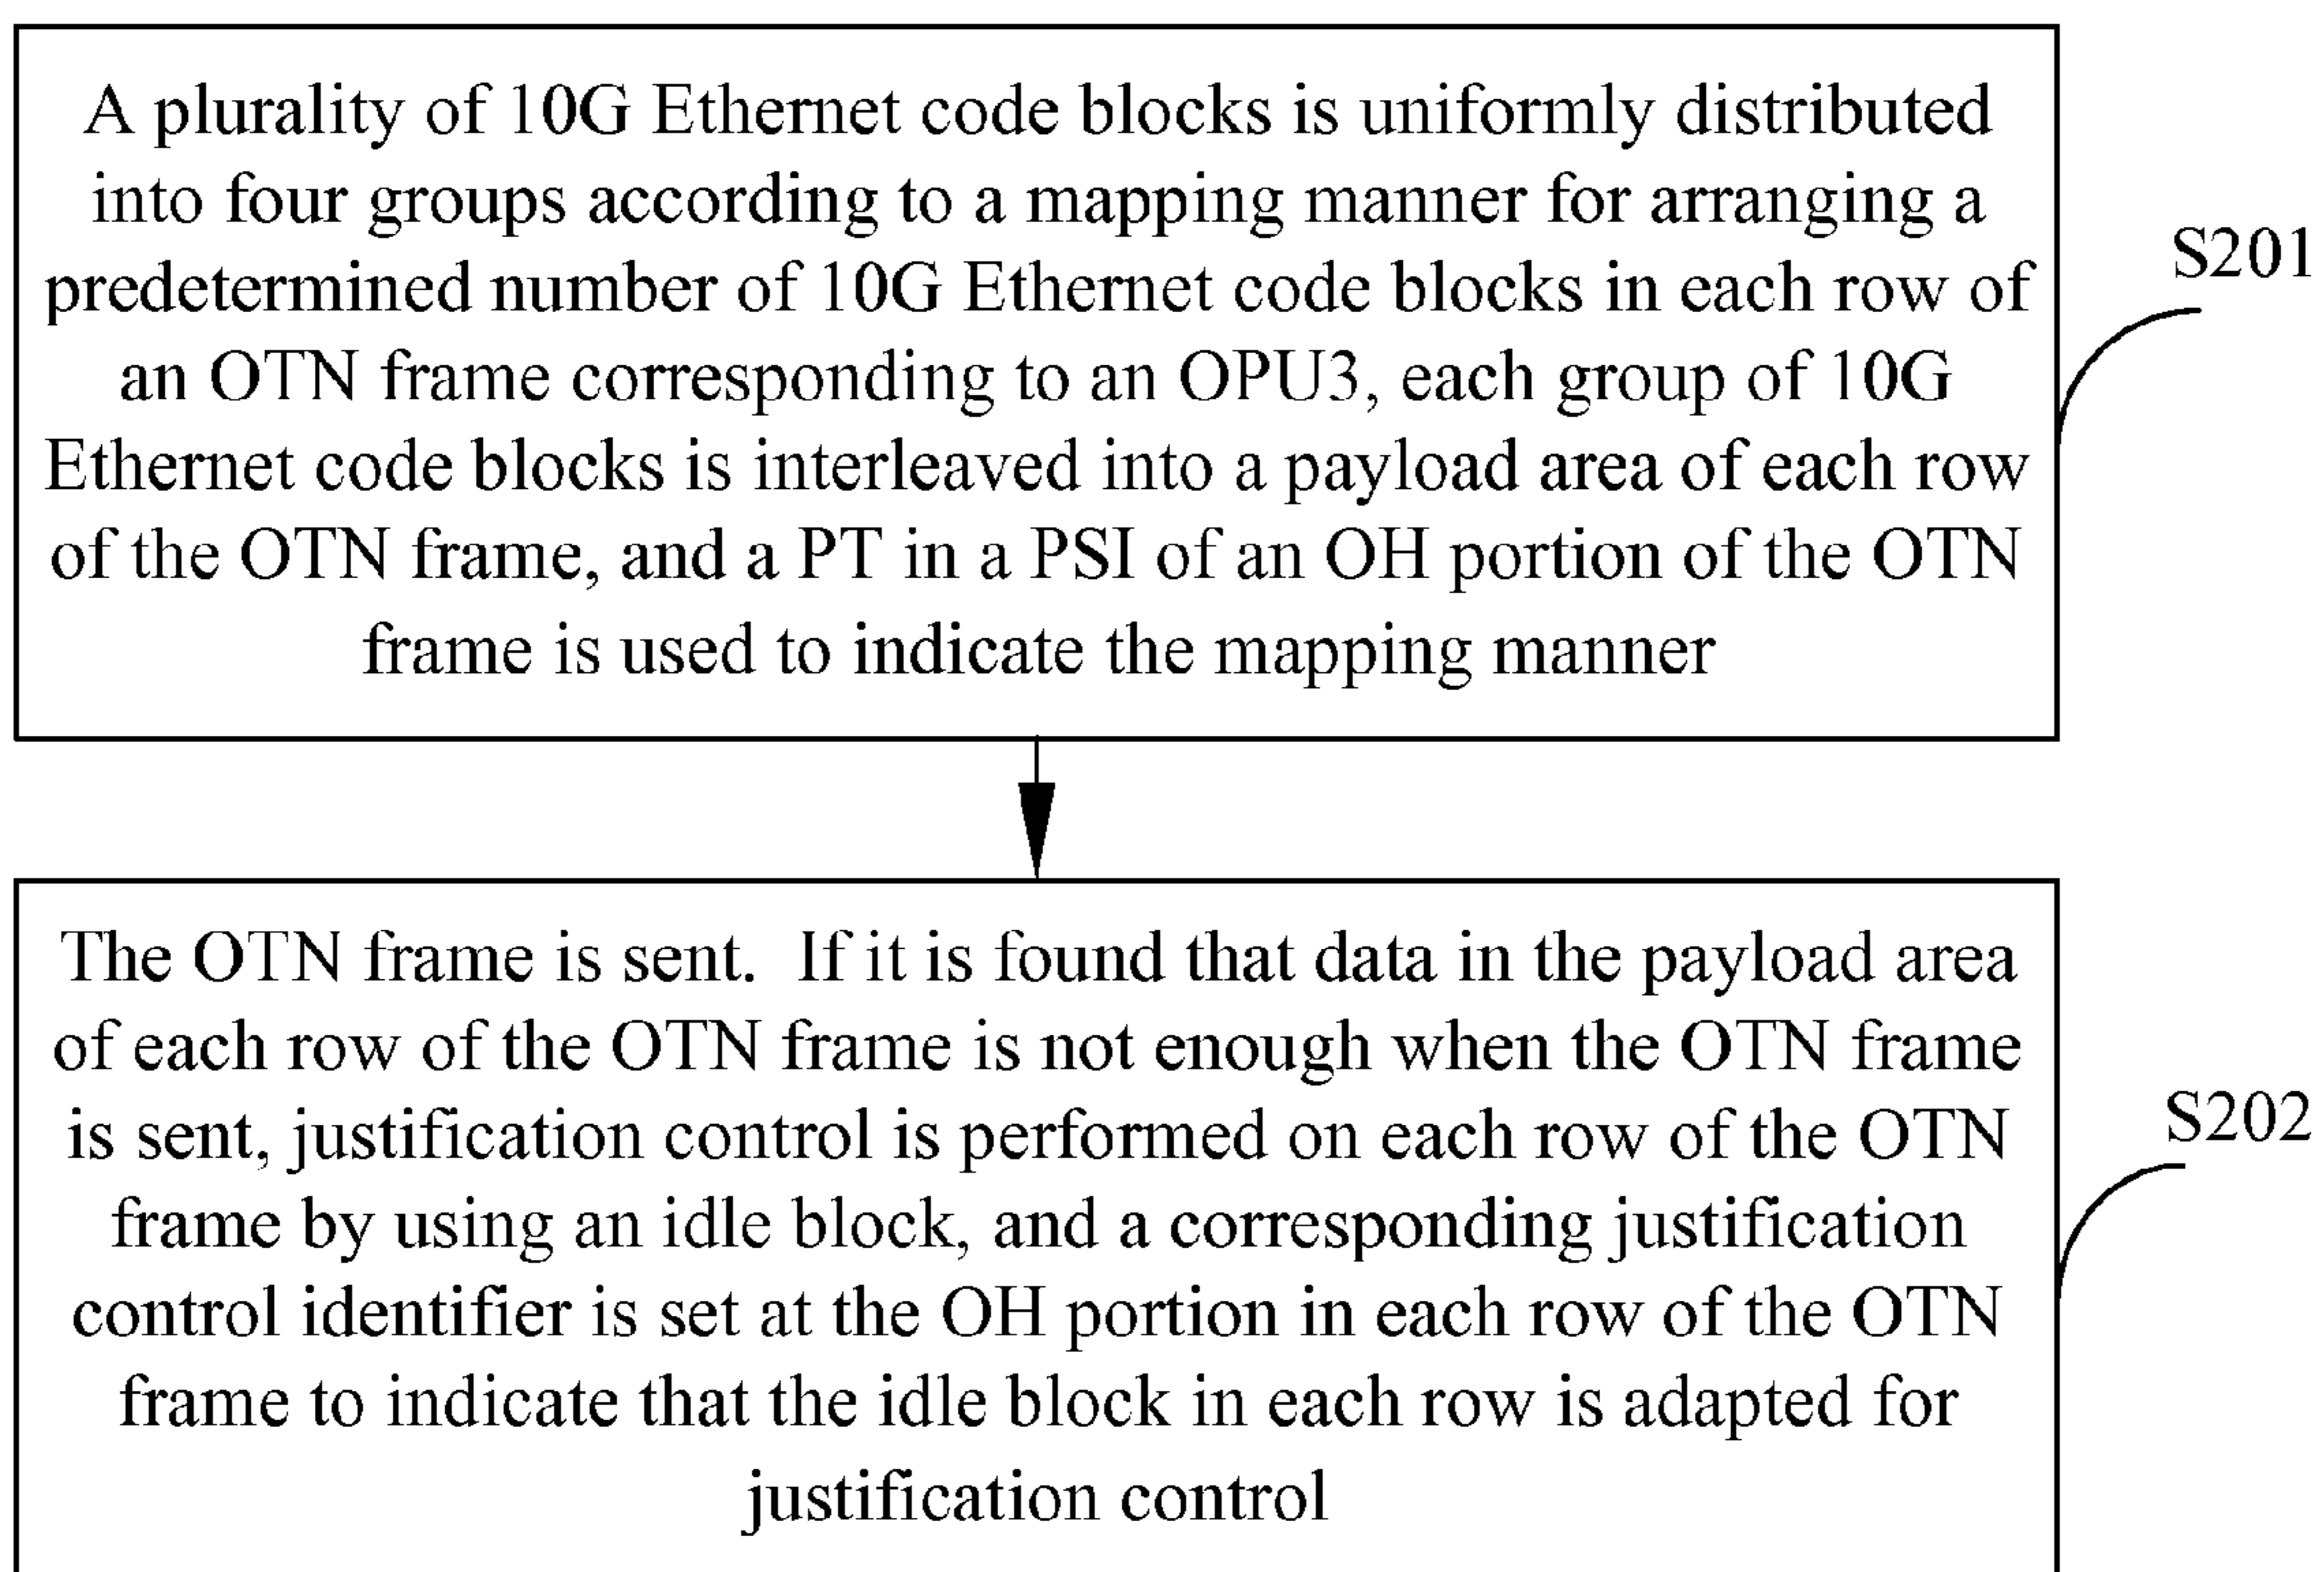 A plurality of 10G Ethernet code blocks is uniformly distributed
into four groups according to a mapping manner for arranging a
predetermined number of 10G Ethernet code blocks in each row of
an OTN frame corresponding to an OPU3, each group of 10G
Ethernet code blocks is interleaved into a payload area of each row
of the OTN frame, and a PT in a PSI of an OH portion of the OTN
frame is used to indicate the mapping manner
S201
The OTN frame is sent.  If it is found that data in the payload area
of each row of the OTN frame is not enough when the OTN frame
is sent, justification control is performed on each row of the OTN
frame by using an idle block, and a corresponding justification
control identifier is set at the OH portion in each row of the OTN
frame to indicate that the idle block in each row is adapted for
justification control
S202